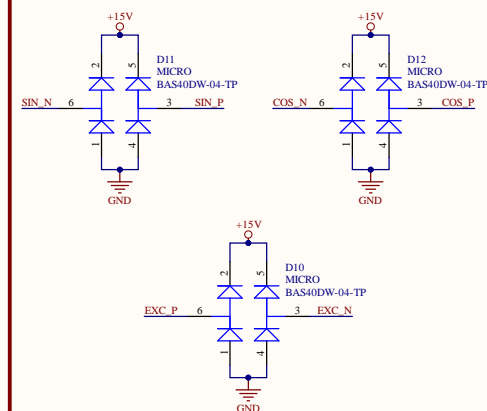 +15V
2
5
D11
MICRO
BAS40DW-04-TP
SIN_N
6
3
SIN_P
1
4
GND
+15V
2
5
D12
MICRO
BAS40DW-04-TP
COS_N
6
3
COS_P
1
4
GND
+15V
2
5
D10
MICRO
BAS40DW-04-TP
EXC_P
6
3
EXC_N
1
4
GND